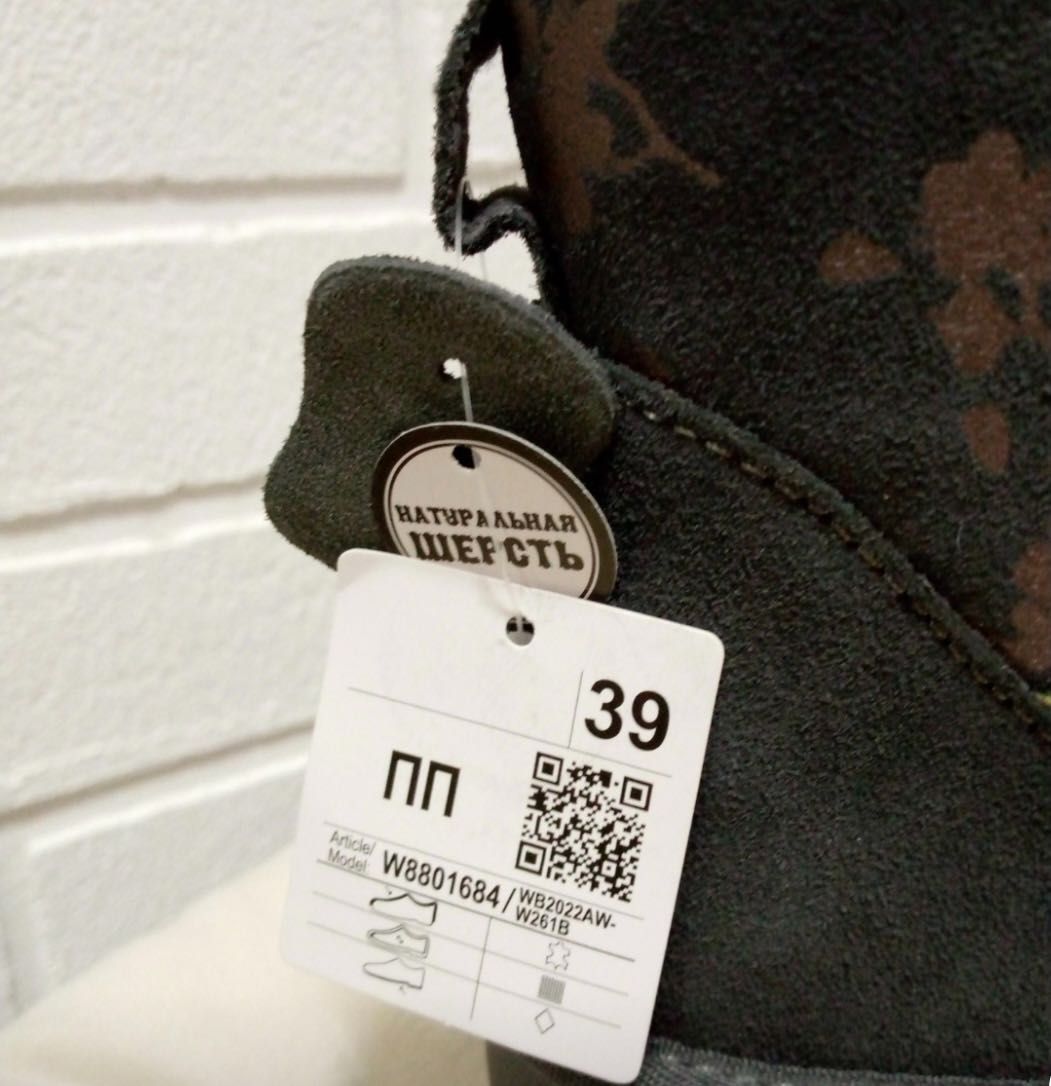 НАТУРАЛЬНАЯ
ШЕРСТЬ
39
ПП
Article/
Model: W8801684 / WB2022AW-
W261B